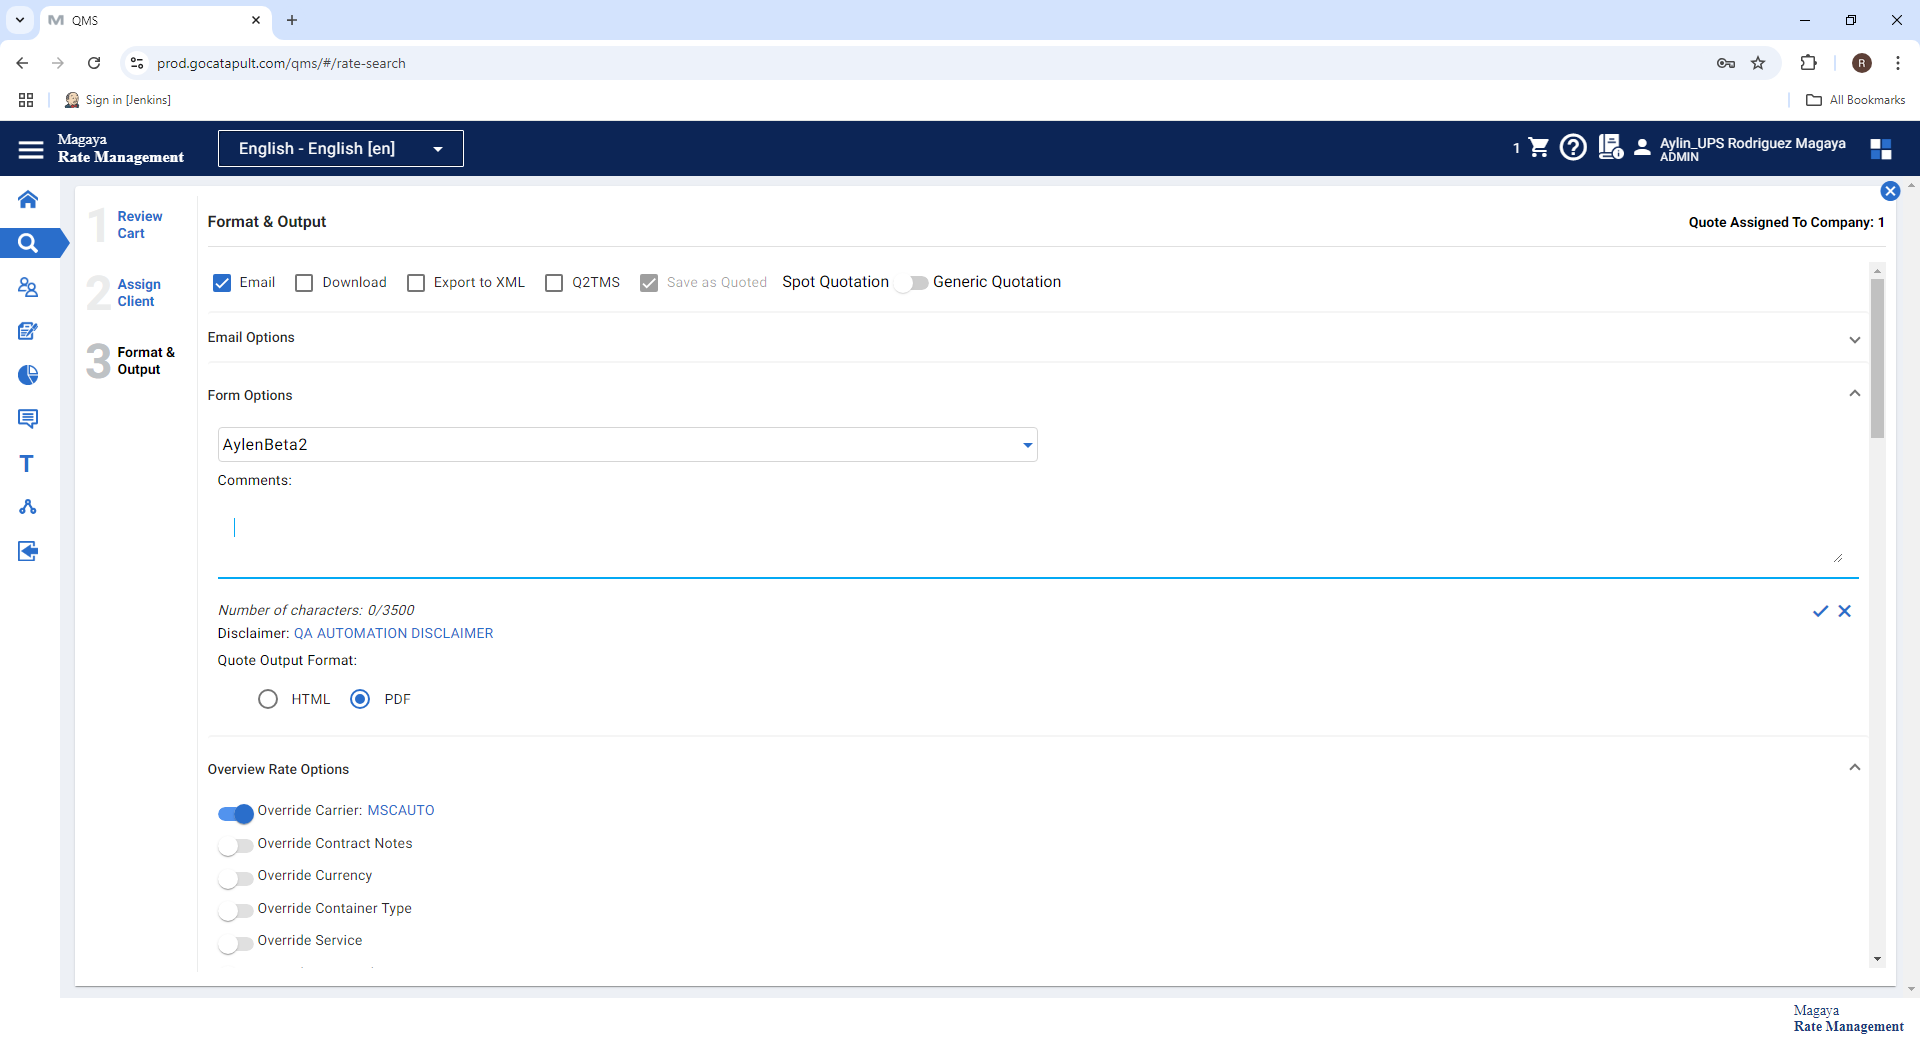 QMS
prod.gocatapult.com/qms/#/rate-search
R
Sign in [Jenkins]
All Bookmarks
Magaya
Rate Management
English - English [en]
1
Aylin_UPS Rodriguez Magaya
ADMIN
1 Review Cart
2 Assign Client
3 Format & Output
Format & Output
Quote Assigned To Company: 1
Email
Download
Export to XML
Q2TMS
Save as Quoted
Spot Quotation
Generic Quotation
Email Options
Form Options
AylenBeta2
Comments:
Number of characters: 0/3500
Disclaimer: QA AUTOMATION DISCLAIMER
Quote Output Format:
HTML
PDF
Overview Rate Options
Override Carrier: MSCAUTO
Override Contract Notes
Override Currency
Override Container Type
Override Service
T
Magaya
Rate Management